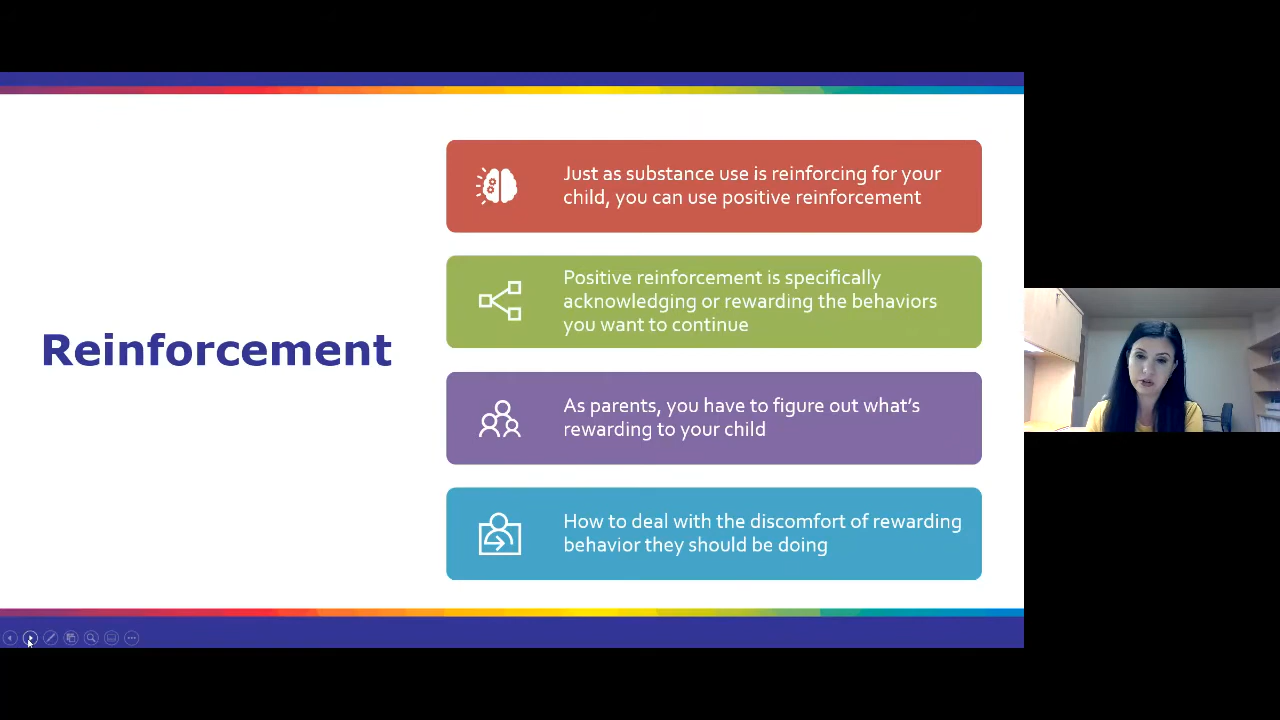 Reinforcement
Just as substance use is reinforcing for your
child, you can use positive reinforcement
Positive reinforcement is specifically
acknowledging or rewarding the behaviors
you want to continue
As parents, you have to figure out what's
rewarding to your child
How to deal with the discomfort of rewarding
behavior they should be doing